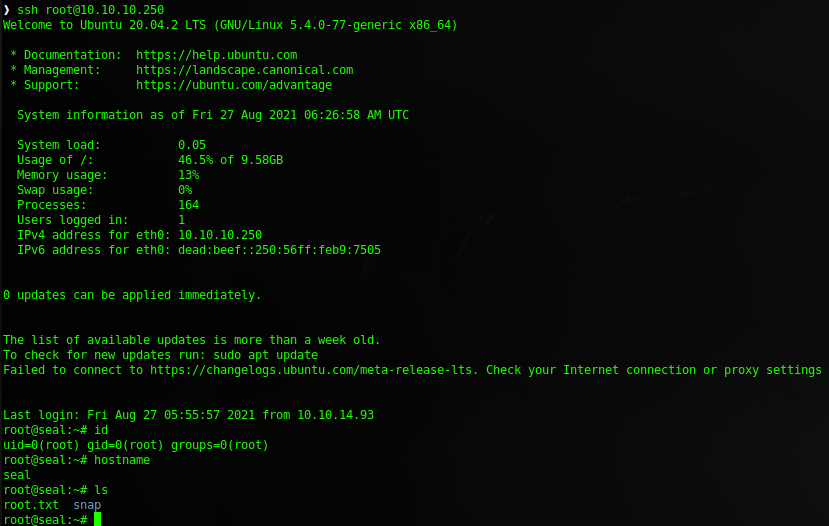 ❯ ssh root@10.10.10.250
Welcome to Ubuntu 20.04.2 LTS (GNU/Linux 5.4.0-77-generic x86_64)
* Documentation:  https://help.ubuntu.com
* Management:     https://landscape.canonical.com
* Support:        https://ubuntu.com/advantage
System information as of Fri 27 Aug 2021 06:26:58 AM UTC
System load:             0.05
Usage of /:              46.5% of 9.58GB
Memory usage:            13%
Swap usage:              0%
Processes:               164
Users logged in:         1
IPv4 address for eth0: 10.10.10.250
IPv6 address for eth0: dead:beef::250:56ff:feb9:7505
0 updates can be applied immediately.
The list of available updates is more than a week old.
To check for new updates run: sudo apt update
Failed to connect to https://changelogs.ubuntu.com/meta-release-lts. Check your Internet connection or proxy settings
Last login: Fri Aug 27 05:55:57 2021 from 10.10.14.93
root@seal:~# id
uid=0(root) gid=0(root) groups=0(root)
root@seal:~# hostname
seal
root@seal:~# ls
root.txt  snap
root@seal:~#